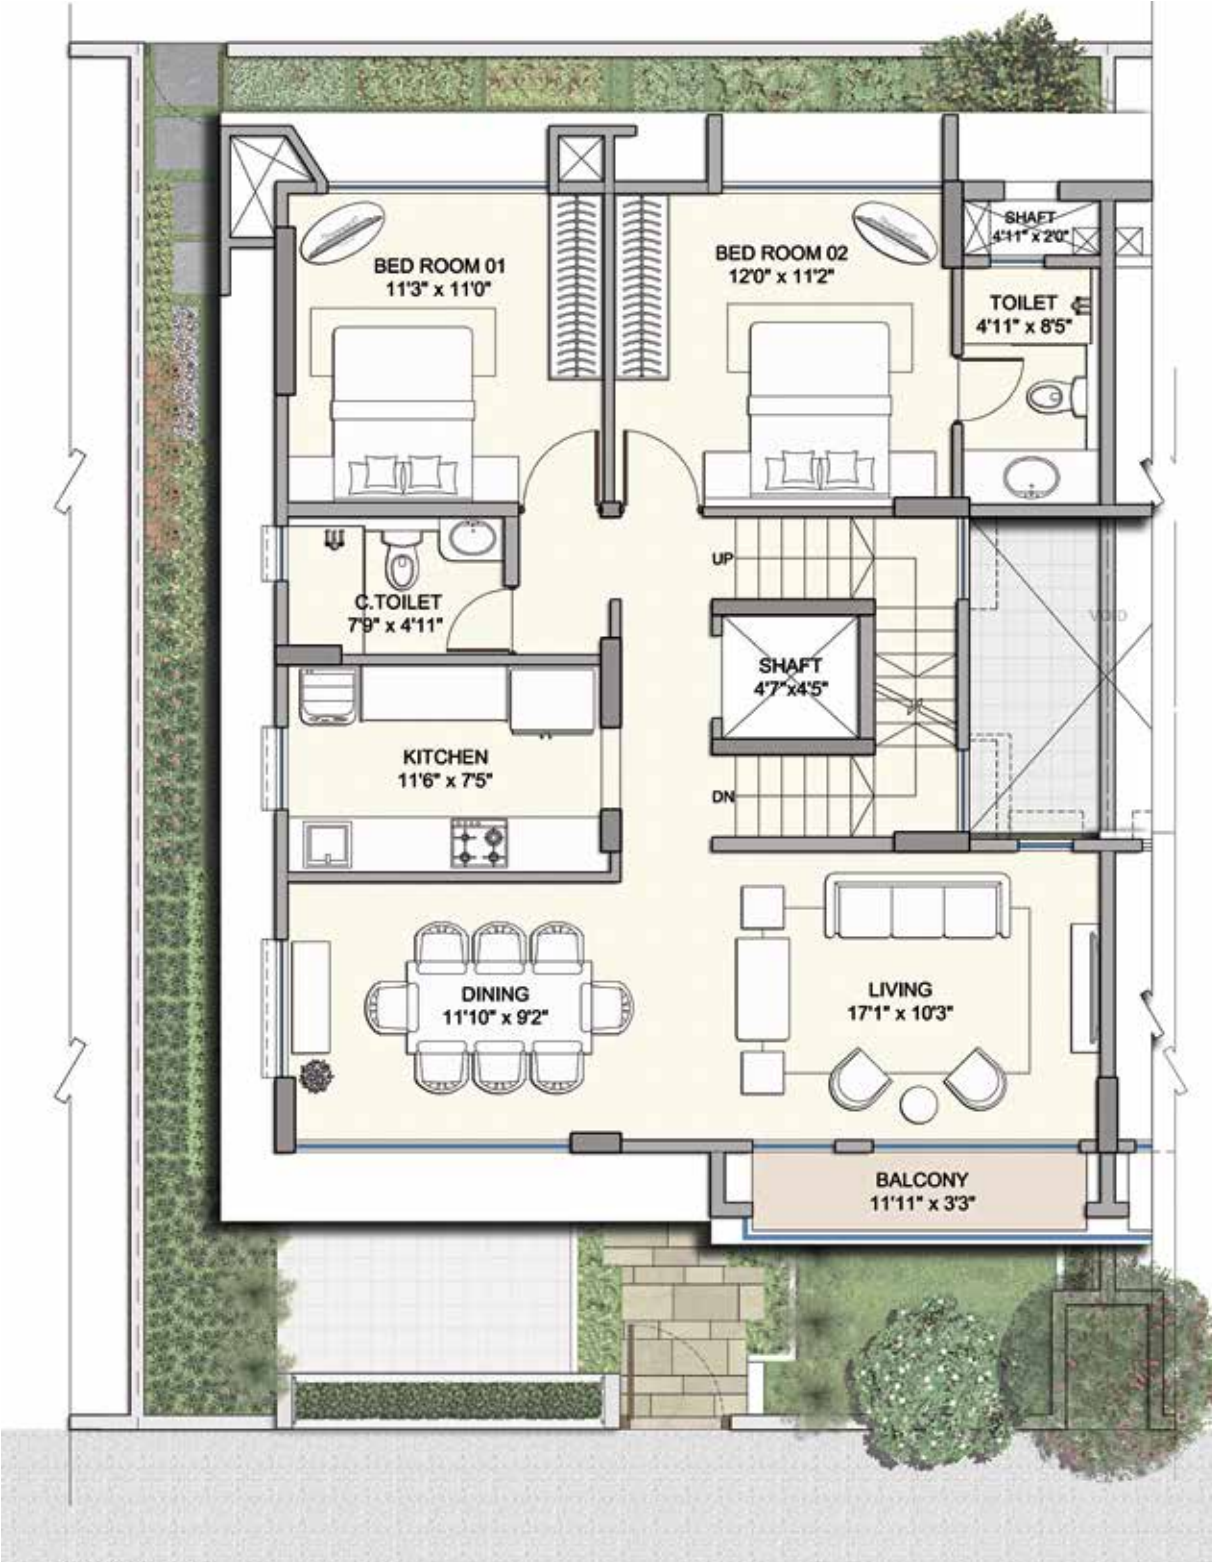 SHAFT
4'11" x 2'0"
BED ROOM 01
11'3" x 11'0"
BED ROOM 02
12'0" x 11'2"
TOILET
4'11" x 8'5"
UP
C.TOILET
7'9" x 4'11"
VOID
SHAFT
4'7"x4'5"
KITCHEN
11'6" x 7'5"
DN
DINING
11'10" x 9'2"
LIVING
17'1" x 10'3"
BALCONY
11'11" x 3'3"